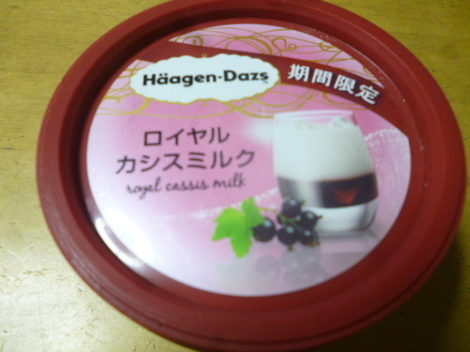 Häagen-Dazs
期間限定
ロイヤル
カシスミルク
royal cassis milk